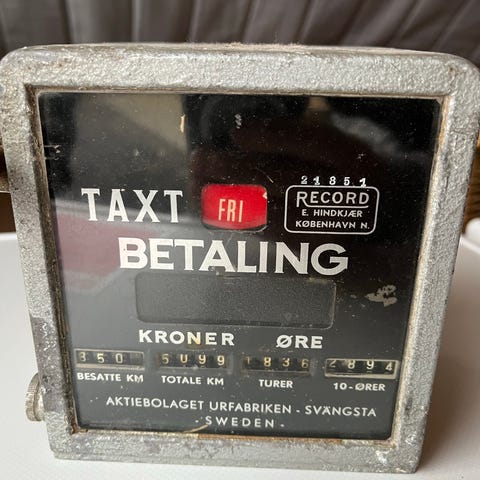 21851
TAXT FRI RECORD
E. HINDKJÆR
KØBENHAVN N.
BETALING
KRONER ØRE
350 5099 1836 2894
BESATTE KM TOTALE KM TURER 10-ØRER
AKTIEBOLAGET URFABRIKEN - SVÄNGSTA
- SWEDEN -